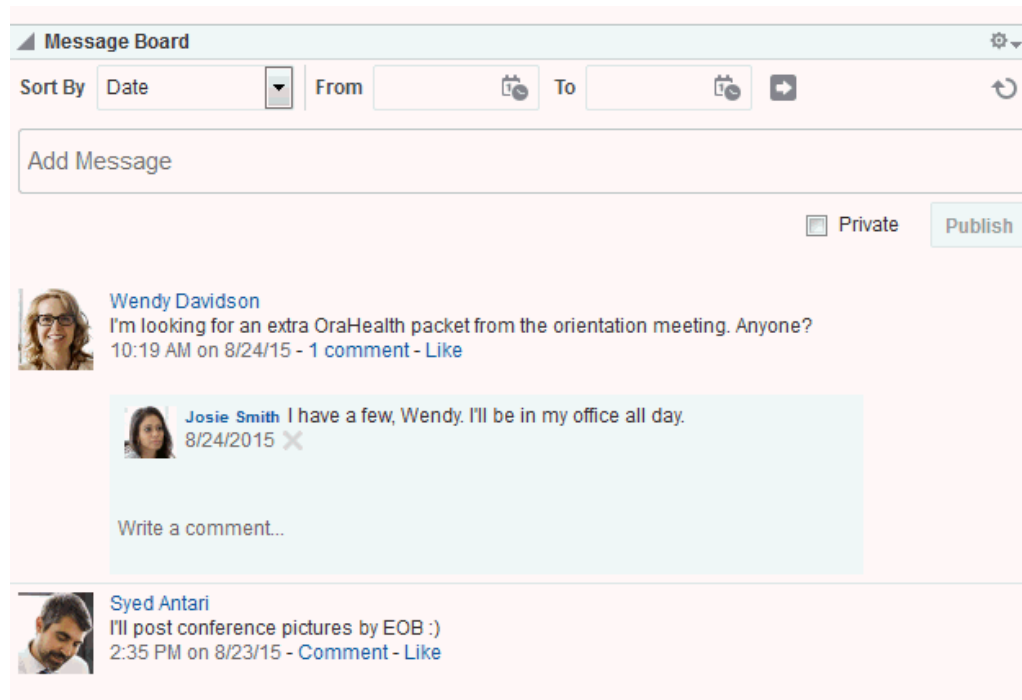 Message Board
Sort By Date From To
Add Message
Private Publish
Wendy Davidson
I'm looking for an extra OraHealth packet from the orientation meeting. Anyone?
10:19 AM on 8/24/15 - 1 comment - Like
Josie Smith I have a few, Wendy. I'll be in my office all day.
8/24/2015
Write a comment...
Syed Antari
I'll post conference pictures by EOB :)
2:35 PM on 8/23/15 - Comment - Like